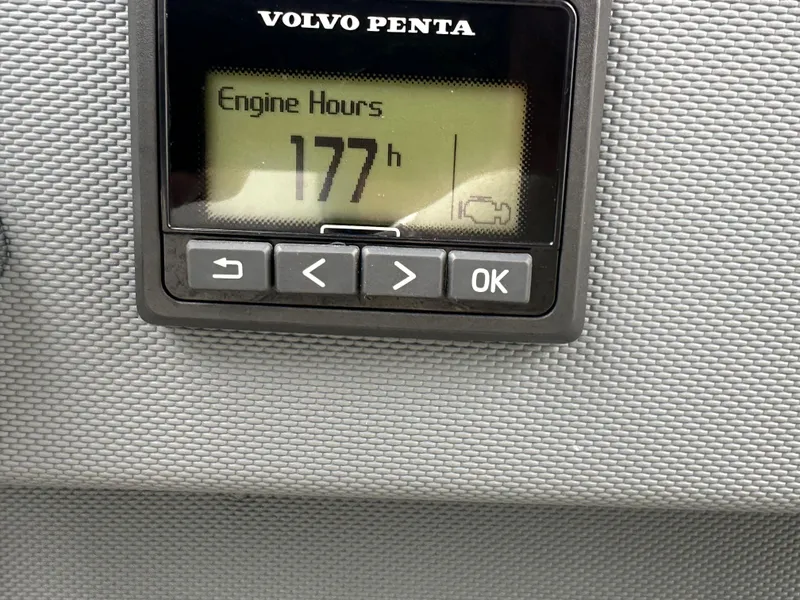 VOLVO PENTA
Engine Hours
177 h
< > OK